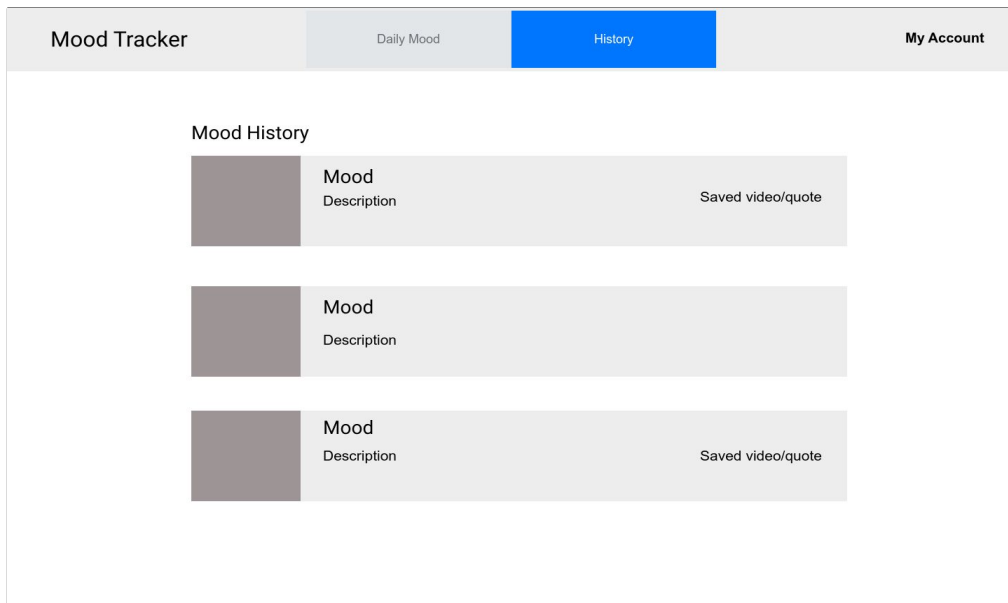 Mood Tracker
Daily Mood
History
My Account
Mood History
Mood
Description
Saved video/quote
Mood
Description
Mood
Description
Saved video/quote